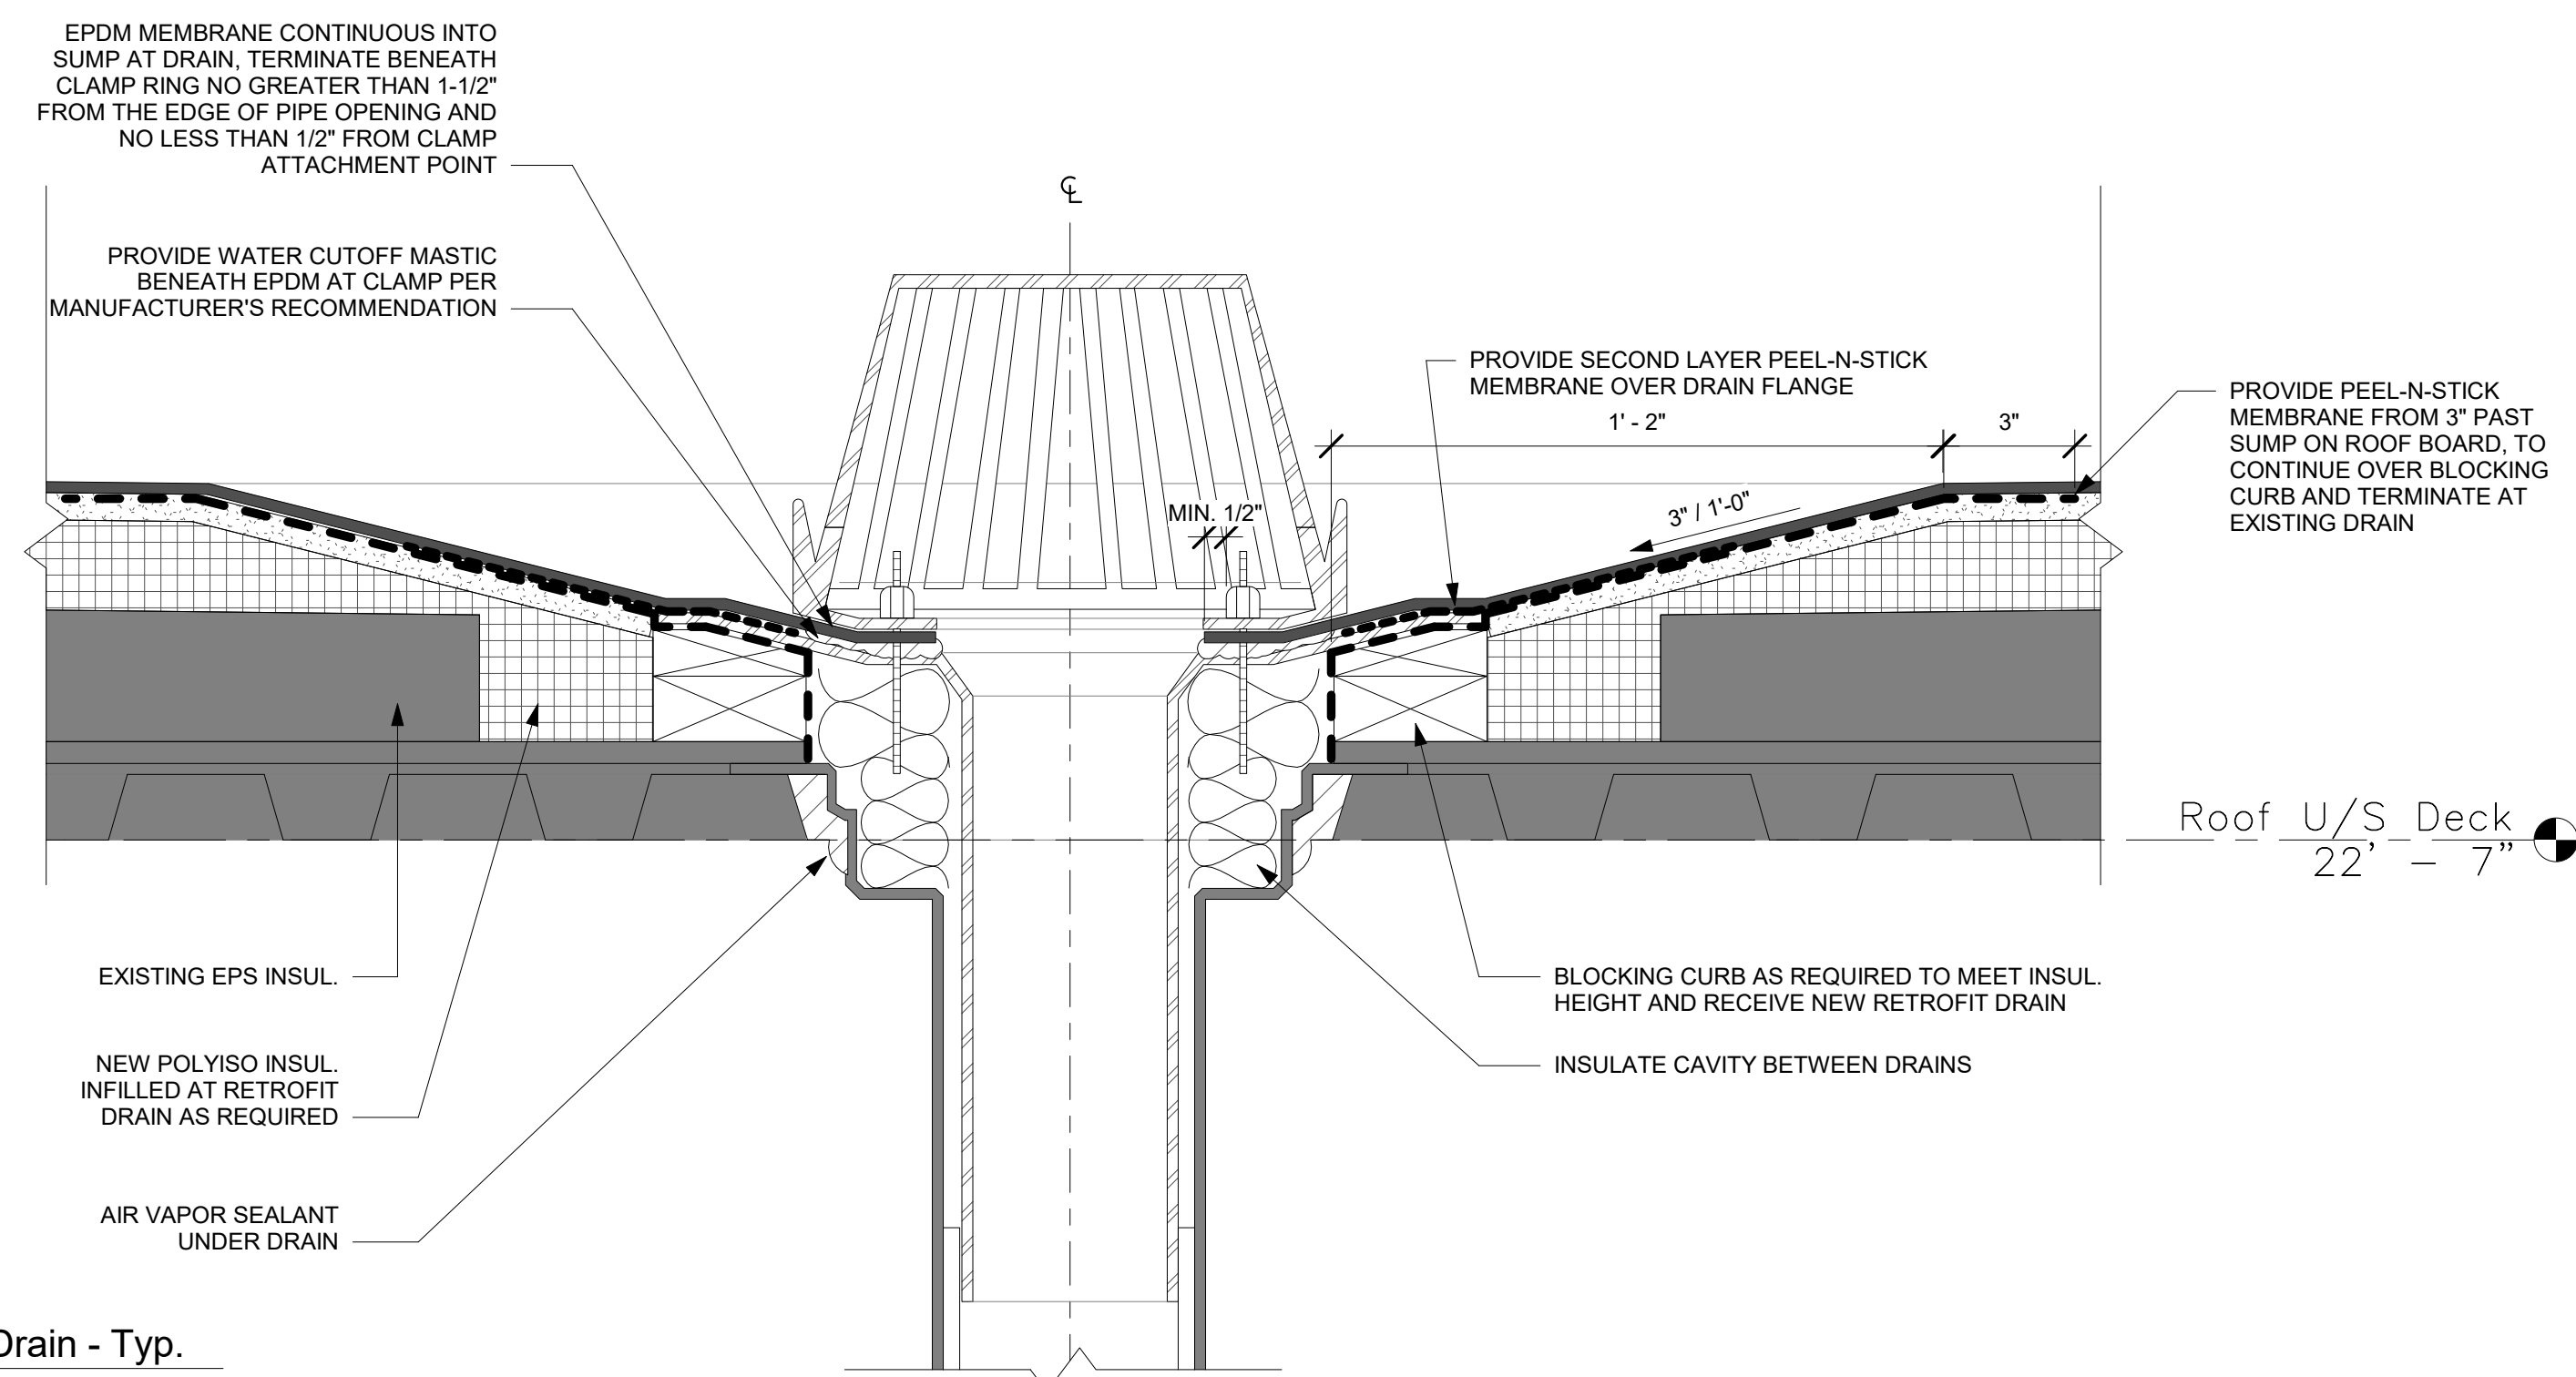 EPDM MEMBRANE CONTINUOUS INTO
SUMP AT DRAIN, TERMINATE BENEATH
CLAMP RING NO GREATER THAN 1-1/2"
FROM THE EDGE OF PIPE OPENING AND
NO LESS THAN 1/2" FROM CLAMP
ATTACHMENT POINT
PROVIDE WATER CUTOFF MASTIC
BENEATH EPDM AT CLAMP PER
MANUFACTURER'S RECOMMENDATION
℄
PROVIDE SECOND LAYER PEEL-N-STICK
MEMBRANE OVER DRAIN FLANGE
1' - 2"
3"
PROVIDE PEEL-N-STICK
MEMBRANE FROM 3" PAST
SUMP ON ROOF BOARD, TO
CONTINUE OVER BLOCKING
CURB AND TERMINATE AT
EXISTING DRAIN
MIN. 1/2"
3" / 1'-0"
Roof U/S Deck
22' - 7"
EXISTING EPS INSUL.
NEW POLYISO INSUL.
INFILLED AT RETROFIT
DRAIN AS REQUIRED
AIR VAPOR SEALANT
UNDER DRAIN
BLOCKING CURB AS REQUIRED TO MEET INSUL.
HEIGHT AND RECEIVE NEW RETROFIT DRAIN
INSULATE CAVITY BETWEEN DRAINS
Drain - Typ.